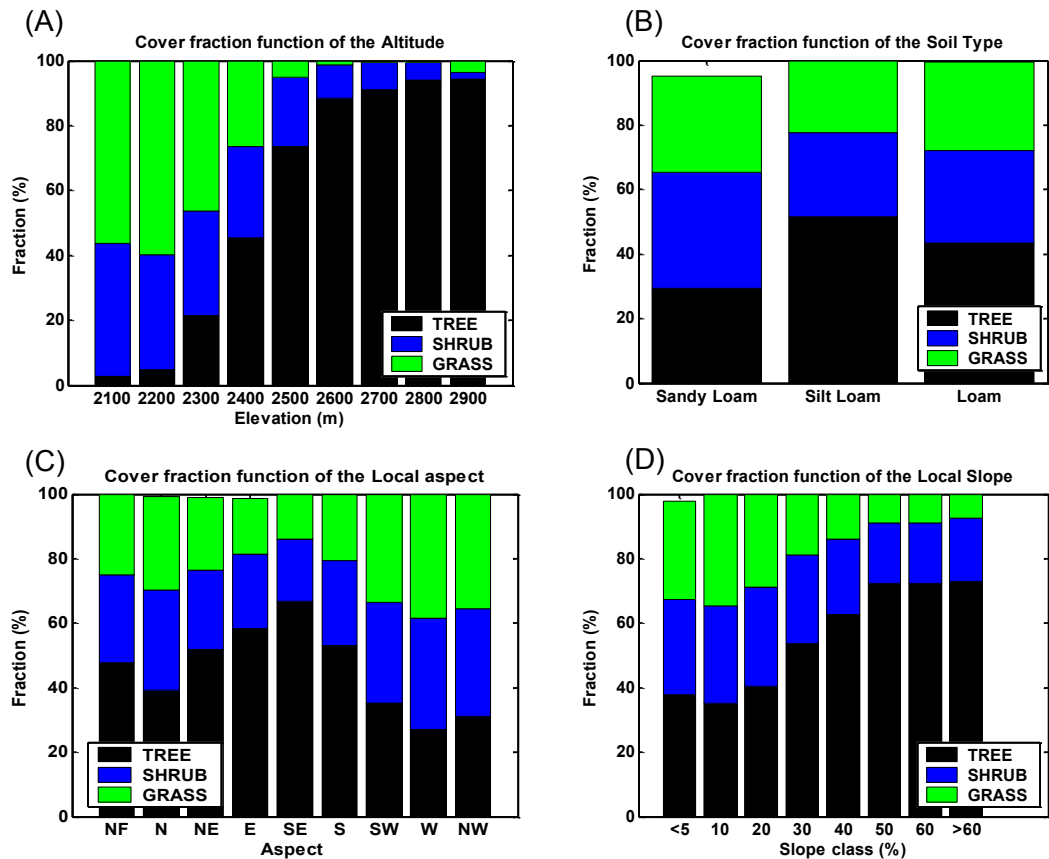 (A)
Cover fraction function of the Altitude
100
80
60
40
20
0
Fraction (%)
TREE
SHRUB
GRASS
2100 2200 2300 2400 2500 2600 2700 2800 2900
Elevation (m)
(B)
Cover fraction function of the Soil Type
100
80
60
40
20
0
Fraction (%)
TREE
SHRUB
GRASS
Sandy Loam Silt Loam Loam
(C)
Cover fraction function of the Local aspect
100
80
60
40
20
0
Fraction (%)
TREE
SHRUB
GRASS
NF N NE E SE S SW W NW
Aspect
(D)
Cover fraction function of the Local Slope
100
80
60
40
20
0
Fraction (%)
TREE
SHRUB
GRASS
<5 10 20 30 40 50 60 >60
Slope class (%)